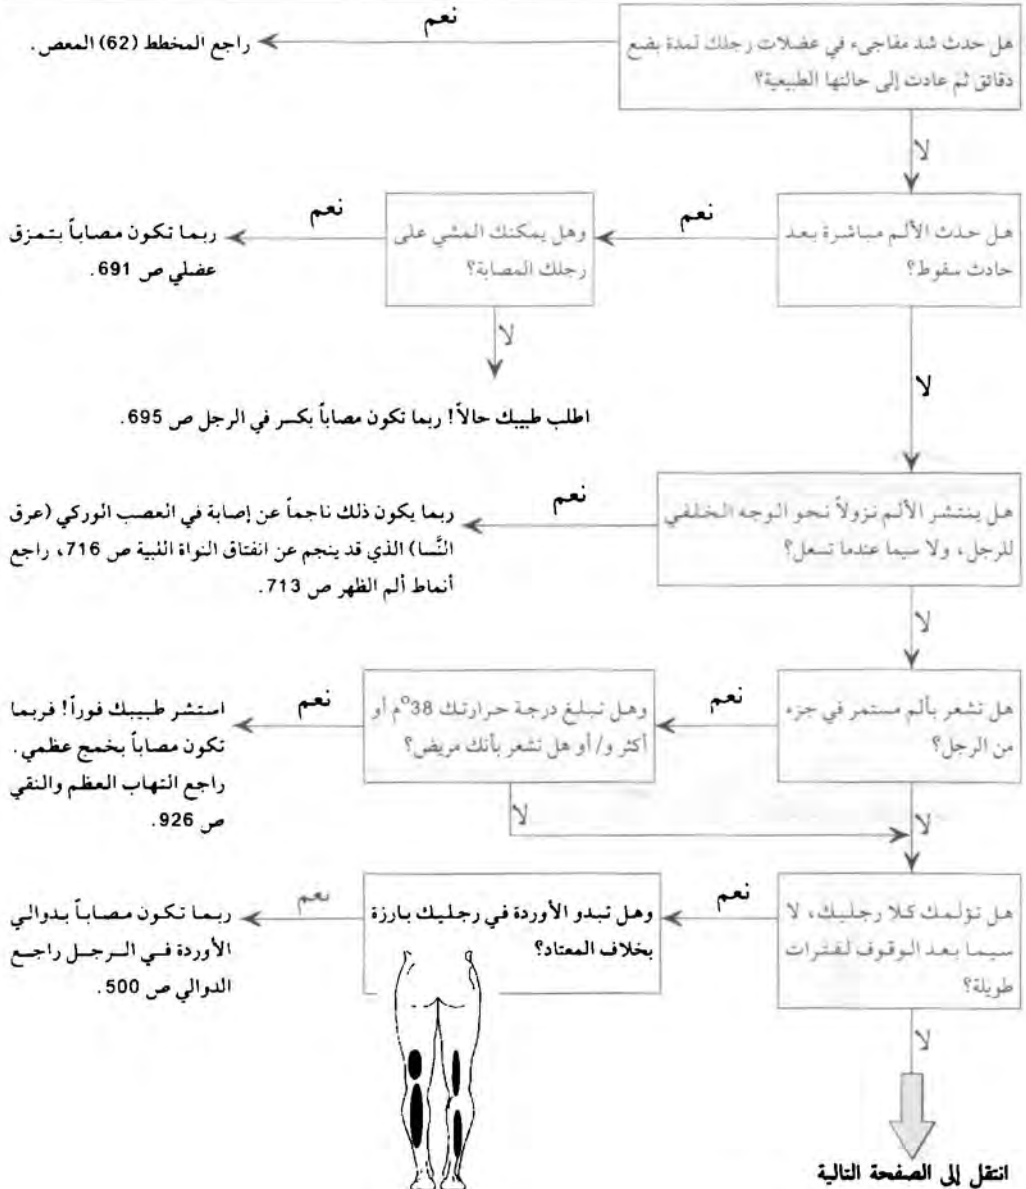 هل حدث شد مفاجىء في عضلات رجلك لمدة بضع
دقائق ثم عادت إلى حالتها الطبيعية؟
نعم
راجع المخطط (62) المعص.
لا
هل حدث الألم مباشرة بعد
حادث سقوط؟
نعم
وهل يمكنك المشي على
رجلك المصابة؟
نعم
ربما تكون مصاباً بتمزق
عضلي ص 691.
لا
اطلب طبيبك حالاً! ربما تكون مصاباً بكسر في الرجل ص 695.
لا
هل ينتشر الألم نزولاً نحو الوجه الخلفي
للرجل، ولا سيما عندما تسعل؟
نعم
ربما يكون ذلك ناجماً عن إصابة في العصب الوركي (عرق
النَّسا) الذي قد ينجم عن انفتاق النواة اللبية ص 716، راجع
أنماط ألم الظهر ص 713.
لا
هل تشعر بألم مستمر في جزء
من الرجل؟
نعم
وهل تبلغ درجة حرارتك 38°م أو
أكثر و/ أو هل تشعر بأنك مريض؟
نعم
استشر طبيبك فوراً! فربما
تكون مصاباً بخمج عظمي.
راجع التهاب العظم والنقي
ص 926.
لا
لا
هل تؤلمك كلا رجليك، لا
سيما بعد الوقوف لفترات
طويلة؟
نعم
وهل تبدو الأوردة في رجليك بارزة
بخلاف المعتاد؟
نعم
ربما تكون مصاباً بدوالي
الأوردة في الرجل راجع
الدوالي ص 500.
لا
انتقل إلى الصفحة التالية